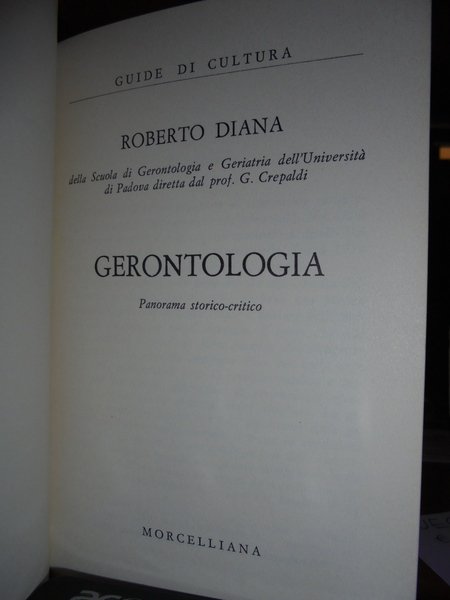 GUIDE DI CULTURA
ROBERTO DIANA
della Scuola di Gerontologia e Geriatria dell'Università
di Padova diretta dal prof. G. Crepaldi
GERONTOLOGIA
Panorama storico-critico
MORCELLIANA